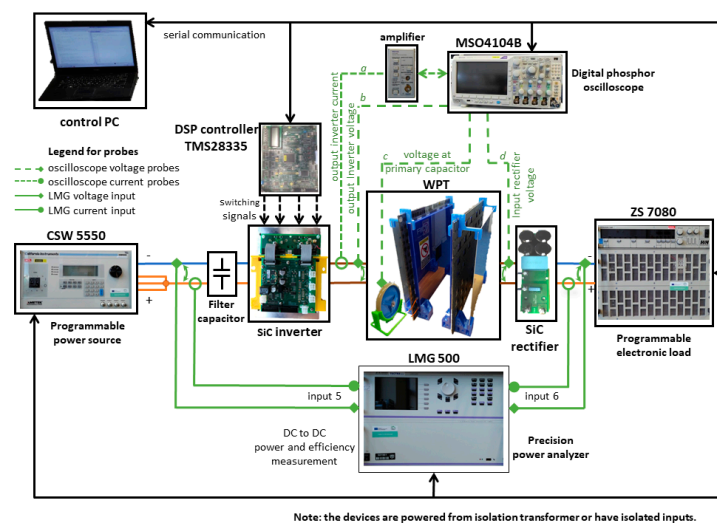 serial communication
amplifier
MSO4104B
Digital phosphor
oscilloscope
control PC
a
b
output inverter current
output Inverter voltage
DSP controller
TMS28335
Legend for probes
oscilloscope voltage probes
oscilloscope current probes
LMG voltage input
LMG current input
c
voltage at
primary capacitor
d
Input rectifier
voltage
switching
signals
WPT
CSW 5550
ZS 7080
-
+
-
+
Filter
capacitor
SiC inverter
SiC
rectifier
Programmable
power source
Programmable
electronic load
LMG 500
input 5
input 6
DC to DC
power and efficiency
measurement
Precision
power analyzer
Note: the devices are powered from isolation transformer or have isolated inputs.